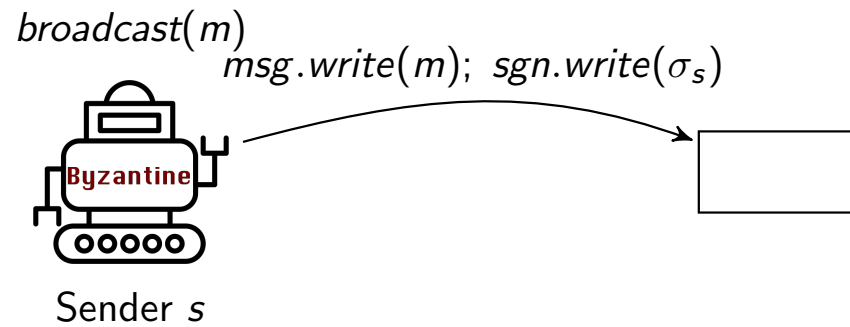 broadcast(m)
msg.write(m); sgn.write(σₛ)
Byzantine
Sender s